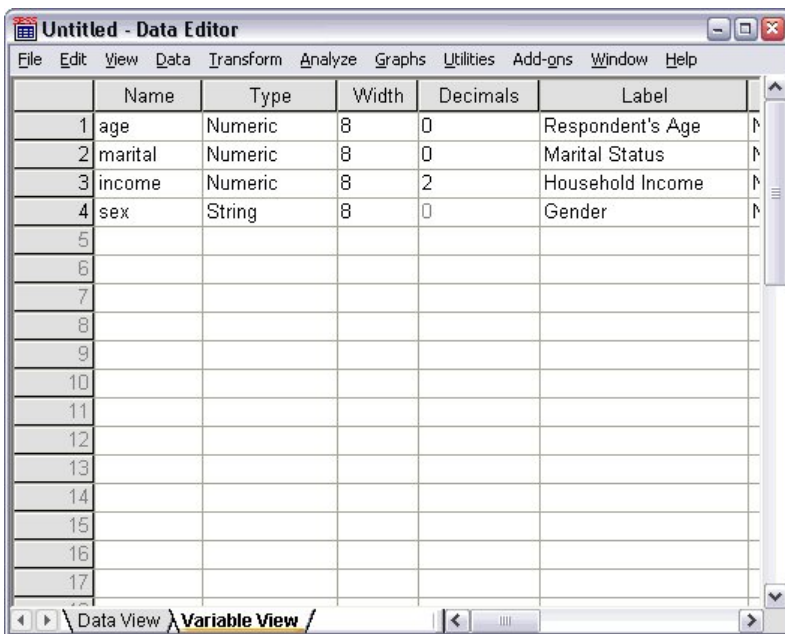 SPSS
Untitled - Data Editor
File Edit View Data Transform Analyze Graphs Utilities Add-ons Window Help
Name Type Width Decimals Label
1 age Numeric 8 0 Respondent's Age
2 marital Numeric 8 0 Marital Status
3 income Numeric 8 2 Household Income
4 sex String 8 0 Gender
5
6
7
8
9
10
11
12
13
14
15
16
17
Data View Variable View